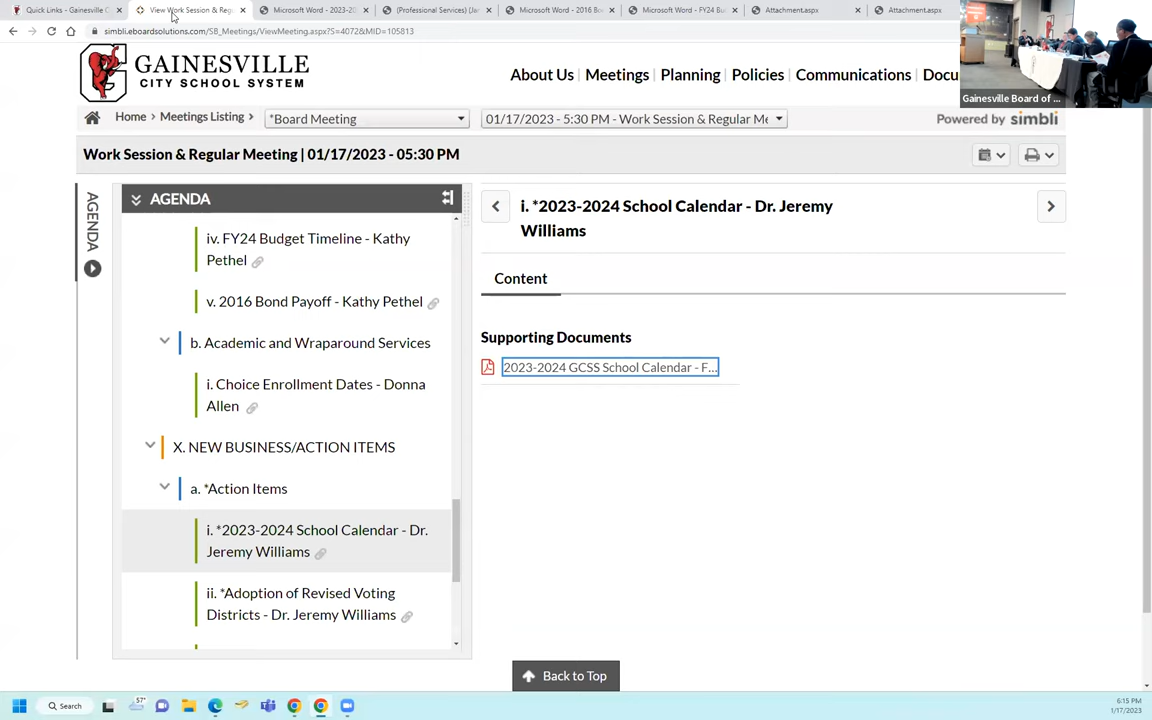 Quick Links - Gainesville C
View Work Session & Regu
Microsoft Word - 2023-20
(Professional Services) (Jan
Microsoft Word - 2016 Bo
Microsoft Word - FY24 Bud
Attachment.aspx
Attachment.aspx
simbli.eboardsolutions.com/SB_Meetings/ViewMeeting.aspx?S=4072&MID=105813
GAINESVILLE
CITY SCHOOL SYSTEM
About Us | Meetings | Planning | Policies | Communications | Docu
Gainesville Board of ...
Home > Meetings Listing >
*Board Meeting
01/17/2023 - 5:30 PM - Work Session & Regular Me
Powered by simbli
Work Session & Regular Meeting | 01/17/2023 - 05:30 PM
AGENDA
AGENDA
iv. FY24 Budget Timeline - Kathy
Pethel
v. 2016 Bond Payoff - Kathy Pethel
b. Academic and Wraparound Services
i. Choice Enrollment Dates - Donna
Allen
X. NEW BUSINESS/ACTION ITEMS
a. *Action Items
i. *2023-2024 School Calendar - Dr.
Jeremy Williams
ii. *Adoption of Revised Voting
Districts - Dr. Jeremy Williams
i. *2023-2024 School Calendar - Dr. Jeremy
Williams
Content
Supporting Documents
2023-2024 GCSS School Calendar - F...
Back to Top
Search
57°
6:15 PM
1/17/2023